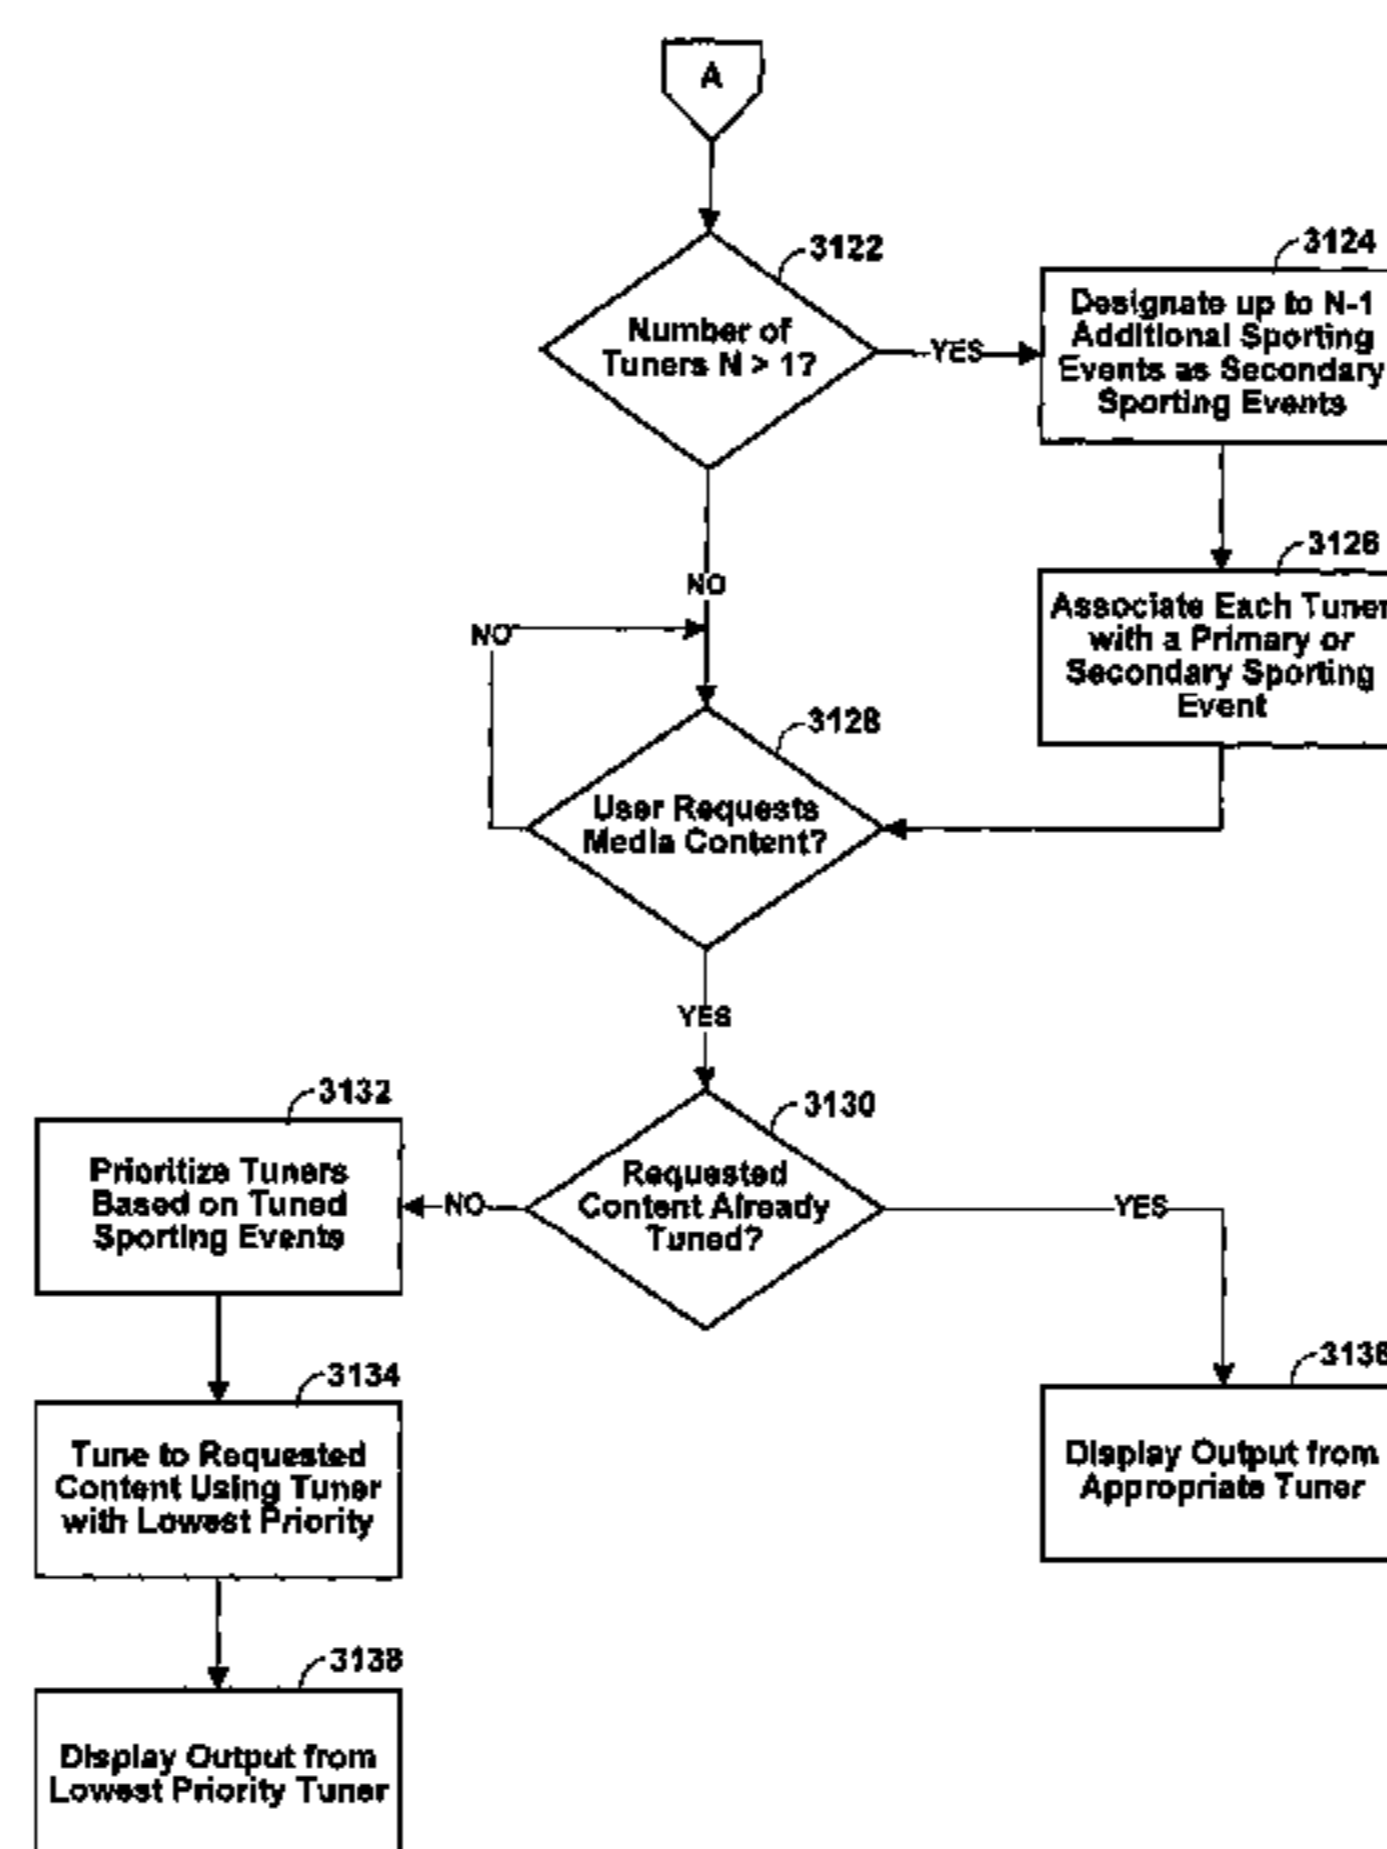 A
3122
Number of
Tuners N > 1?
YES
3124
Designate up to N-1
Additional Sporting
Events as Secondary
Sporting Events
NO
3126
Associate Each Tuner
with a Primary or
Secondary Sporting
Event
NO
3128
User Requests
Media Content?
YES
3130
Requested
Content Already
Tuned?
NO
YES
3132
Prioritize Tuners
Based on Tuned
Sporting Events
3134
Tune to Requested
Content Using Tuner
with Lowest Priority
3136
Display Output from
Appropriate Tuner
3138
Display Output from
Lowest Priority Tuner